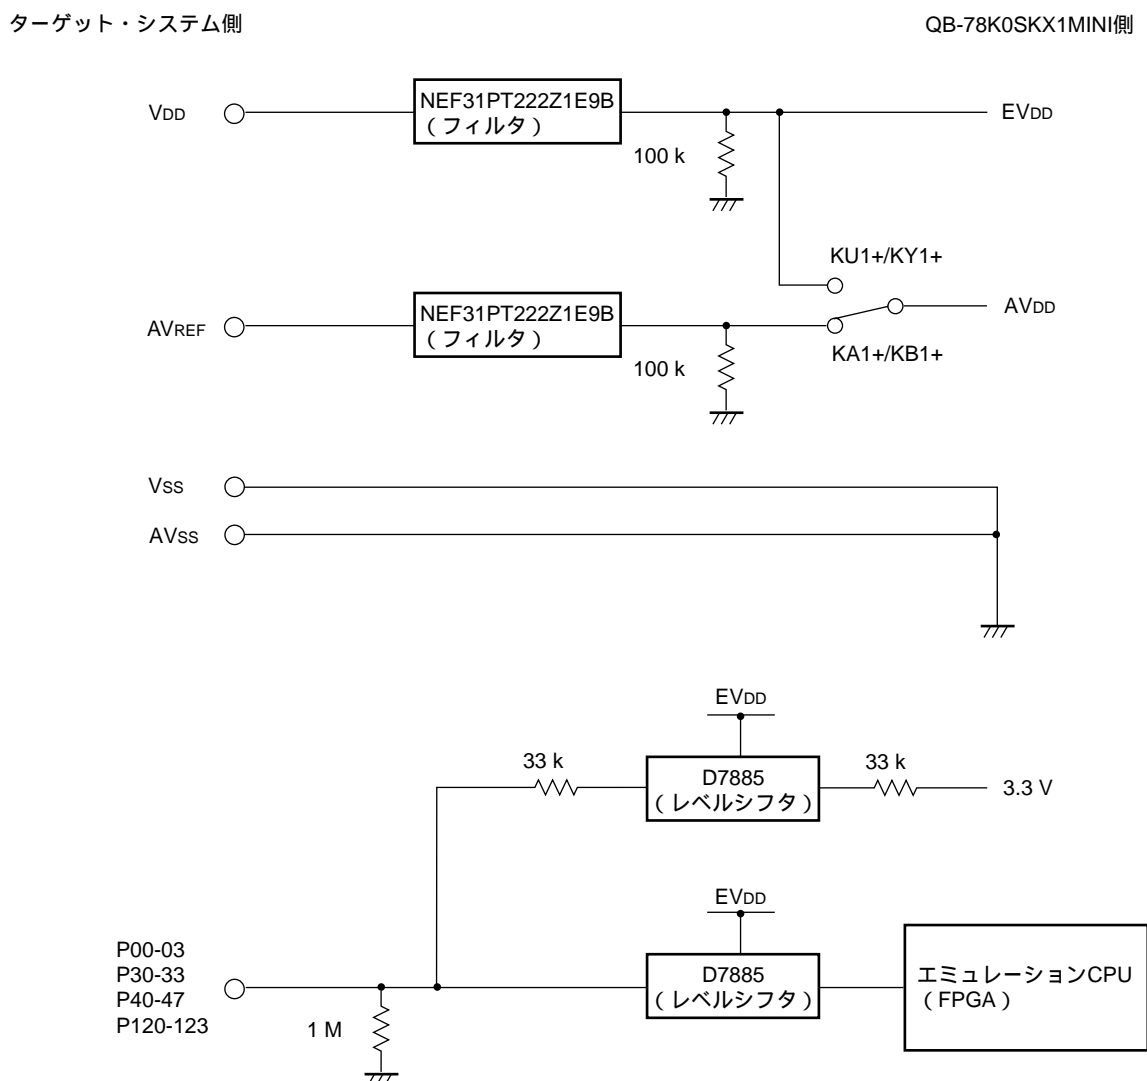 ターゲット・システム側
QB-78K0SKX1MINI側
VDD
NEF31PT222Z1E9B
（フィルタ）
EVDD
100 k
KU1+/KY1+
AVREF
NEF31PT222Z1E9B
（フィルタ）
AVDD
KA1+/KB1+
100 k
VSS
AVSS
EVDD
33 k
D7885
（レベルシフタ）
33 k
3.3 V
EVDD
P00-03
P30-33
P40-47
P120-123
D7885
（レベルシフタ）
エミュレーションCPU
（FPGA）
1 M